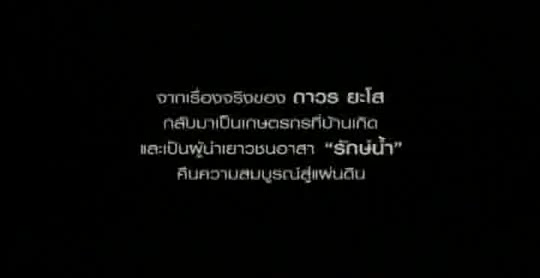 จากเรื่องจริงของ ถาวร ยะโส
กลับมาเป็นเกษตรกรที่บ้านเกิด
และเป็นผู้นำเยาวชนอาสา “รักษ์น้ำ”
คืนความสมบูรณ์สู่แผ่นดิน